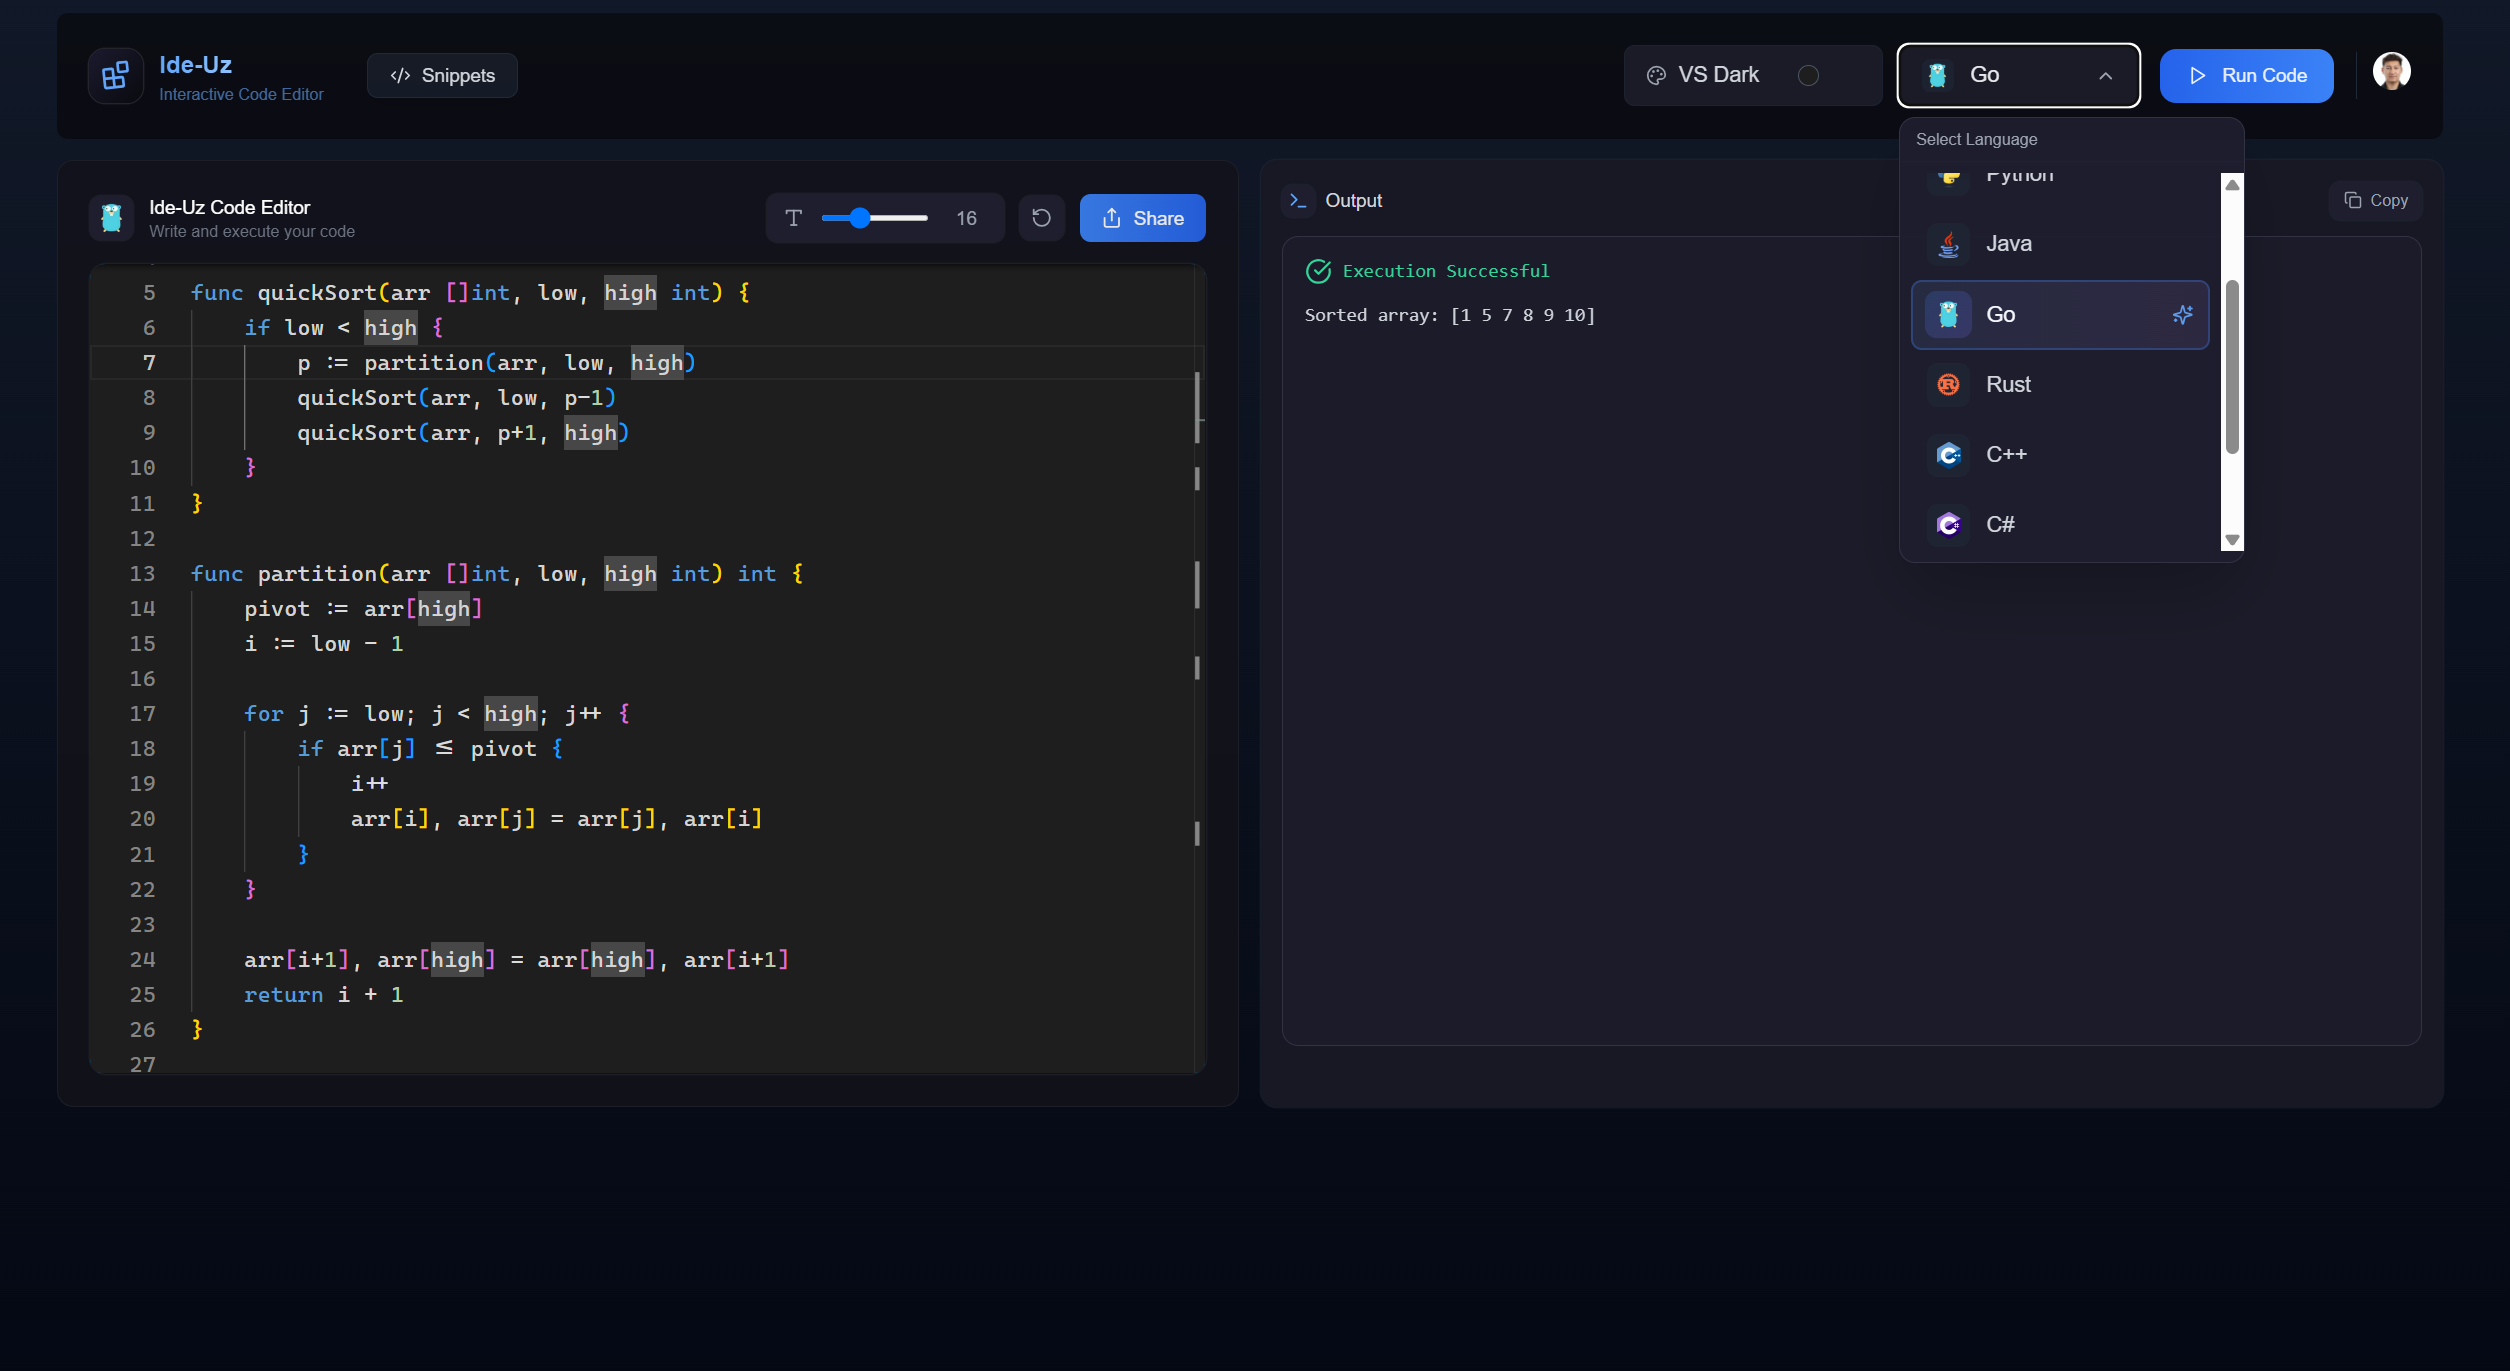 Ide-Uz
Interactive Code Editor
Snippets
VS Dark
Go
Run Code
Ide-Uz Code Editor
Write and execute your code
16
Share
5 func quickSort(arr []int, low, high int) {
6     if low < high {
7         p := partition(arr, low, high)
8         quickSort(arr, low, p-1)
9         quickSort(arr, p+1, high)
10     }
11 }
12
13 func partition(arr []int, low, high int) int {
14     pivot := arr[high]
15     i := low - 1
16
17     for j := low; j < high; j++ {
18         if arr[j] ≤ pivot {
19             i++
20             arr[i], arr[j] = arr[j], arr[i]
21         }
22     }
23
24     arr[i+1], arr[high] = arr[high], arr[i+1]
25     return i + 1
26 }
27
Output
Copy
Execution Successful
Sorted array: [1 5 7 8 9 10]
Select Language
Python
Java
Go
Rust
C++
C#